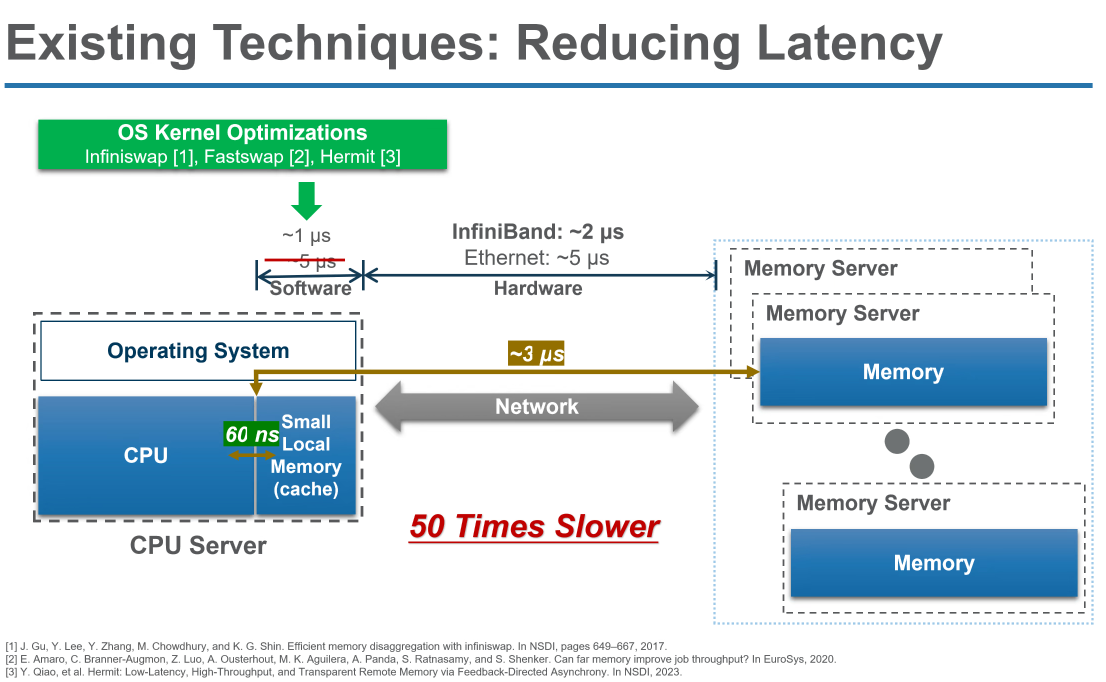 Existing Techniques: Reducing Latency
OS Kernel Optimizations
Infiniswap [1], Fastswap [2], Hermit [3]
~1 µs
~5 µs
Software
InfiniBand: ~2 µs
Ethernet: ~5 µs
Hardware
Memory Server
Memory Server
Memory
Operating System
~3 µs
Network
CPU
60 ns
Small
Local
Memory
(cache)
CPU Server
50 Times Slower
Memory Server
Memory
[1] J. Gu, Y. Lee, Y. Zhang, M. Chowdhury, and K. G. Shin. Efficient memory disaggregation with infiniswap. In NSDI, pages 649–667, 2017.
[2] E. Amaro, C. Branner-Augmon, Z. Luo, A. Ousterhout, M. K. Aguilera, A. Panda, S. Ratnasamy, and S. Shenker. Can far memory improve job throughput? In EuroSys, 2020.
[3] Y. Qiao, et al. Hermit: Low-Latency, High-Throughput, and Transparent Remote Memory via Feedback-Directed Asynchrony. In NSDI, 2023.